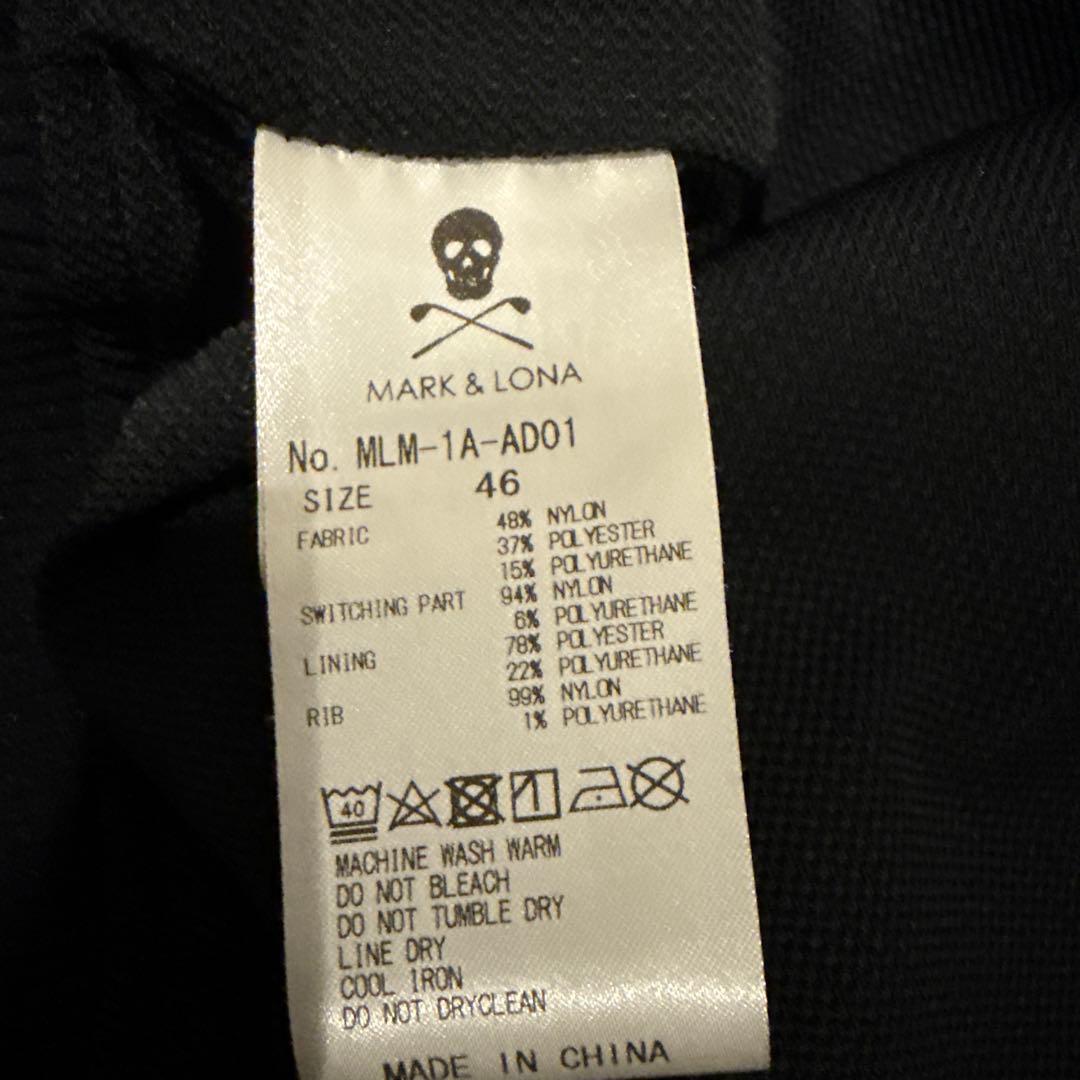 MARK & LONA
No. MLM-1A-AD01
SIZE 46
FABRIC 48% NYLON
37% POLYESTER
15% POLYURETHANE
SWITCHING PART 94% NYLON
6% POLYURETHANE
LINING 78% POLYESTER
22% POLYURETHANE
RIB 99% NYLON
1% POLYURETHANE
40
MACHINE WASH WARM
DO NOT BLEACH
DO NOT TUMBLE DRY
LINE DRY
COOL IRON
DO NOT DRYCLEAN
MADE IN CHINA